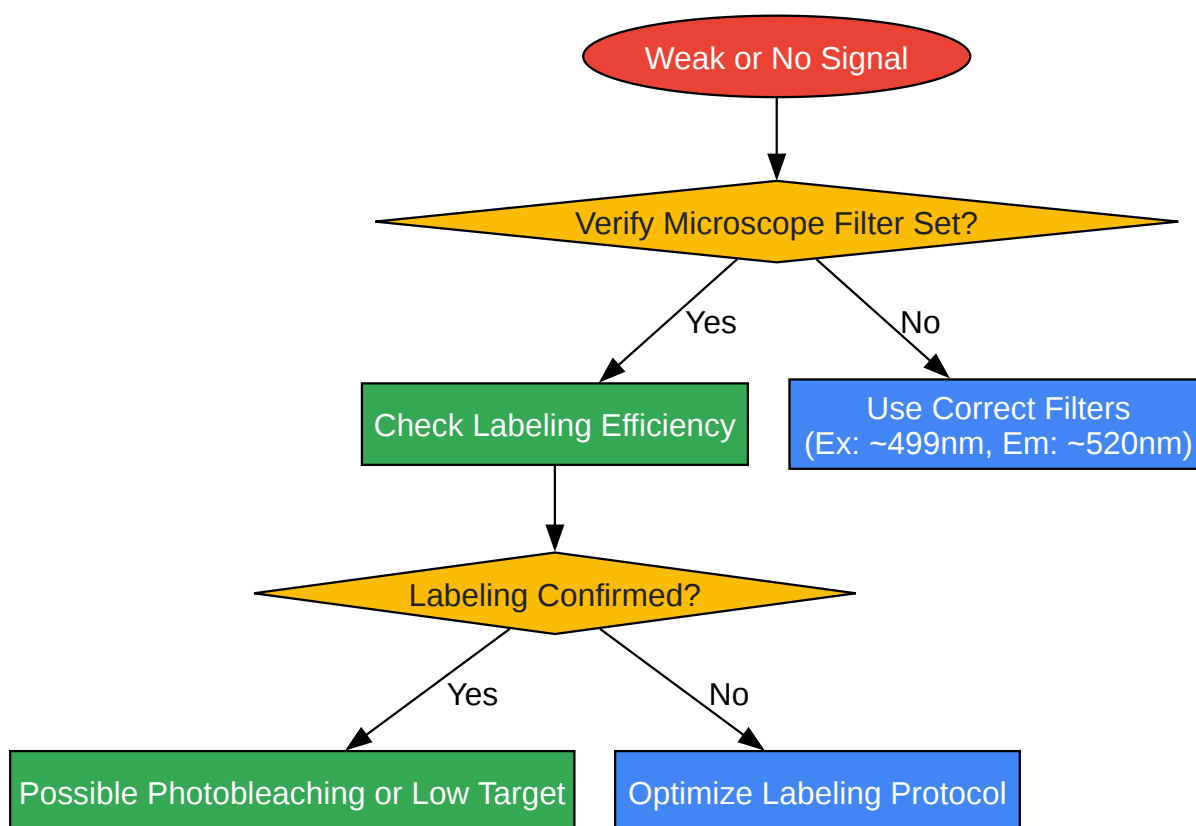 Weak or No Signal
Verify Microscope Filter Set?
Yes
No
Check Labeling Efficiency
Use Correct Filters
(Ex: ~499nm, Em: ~520nm)
Labeling Confirmed?
Yes
No
Possible Photobleaching or Low Target
Optimize Labeling Protocol